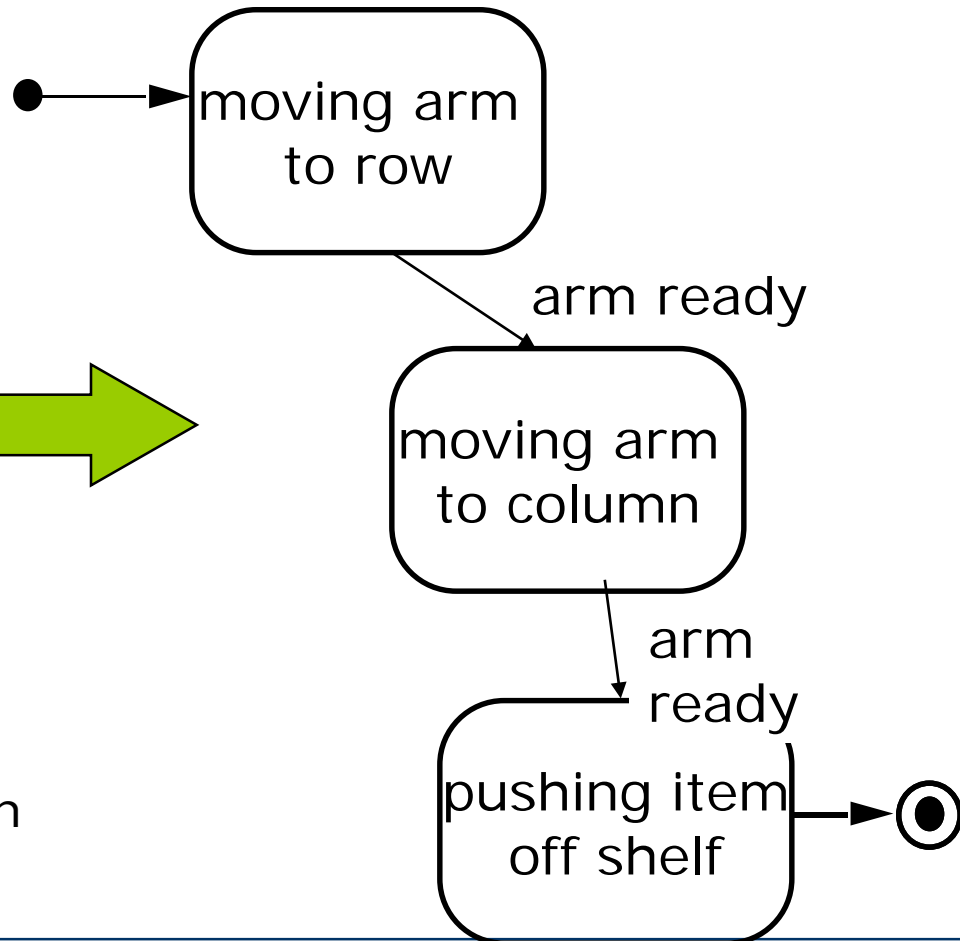 moving arm
to row
arm ready
moving arm
to column
arm
ready
n
pushing item
off shelf